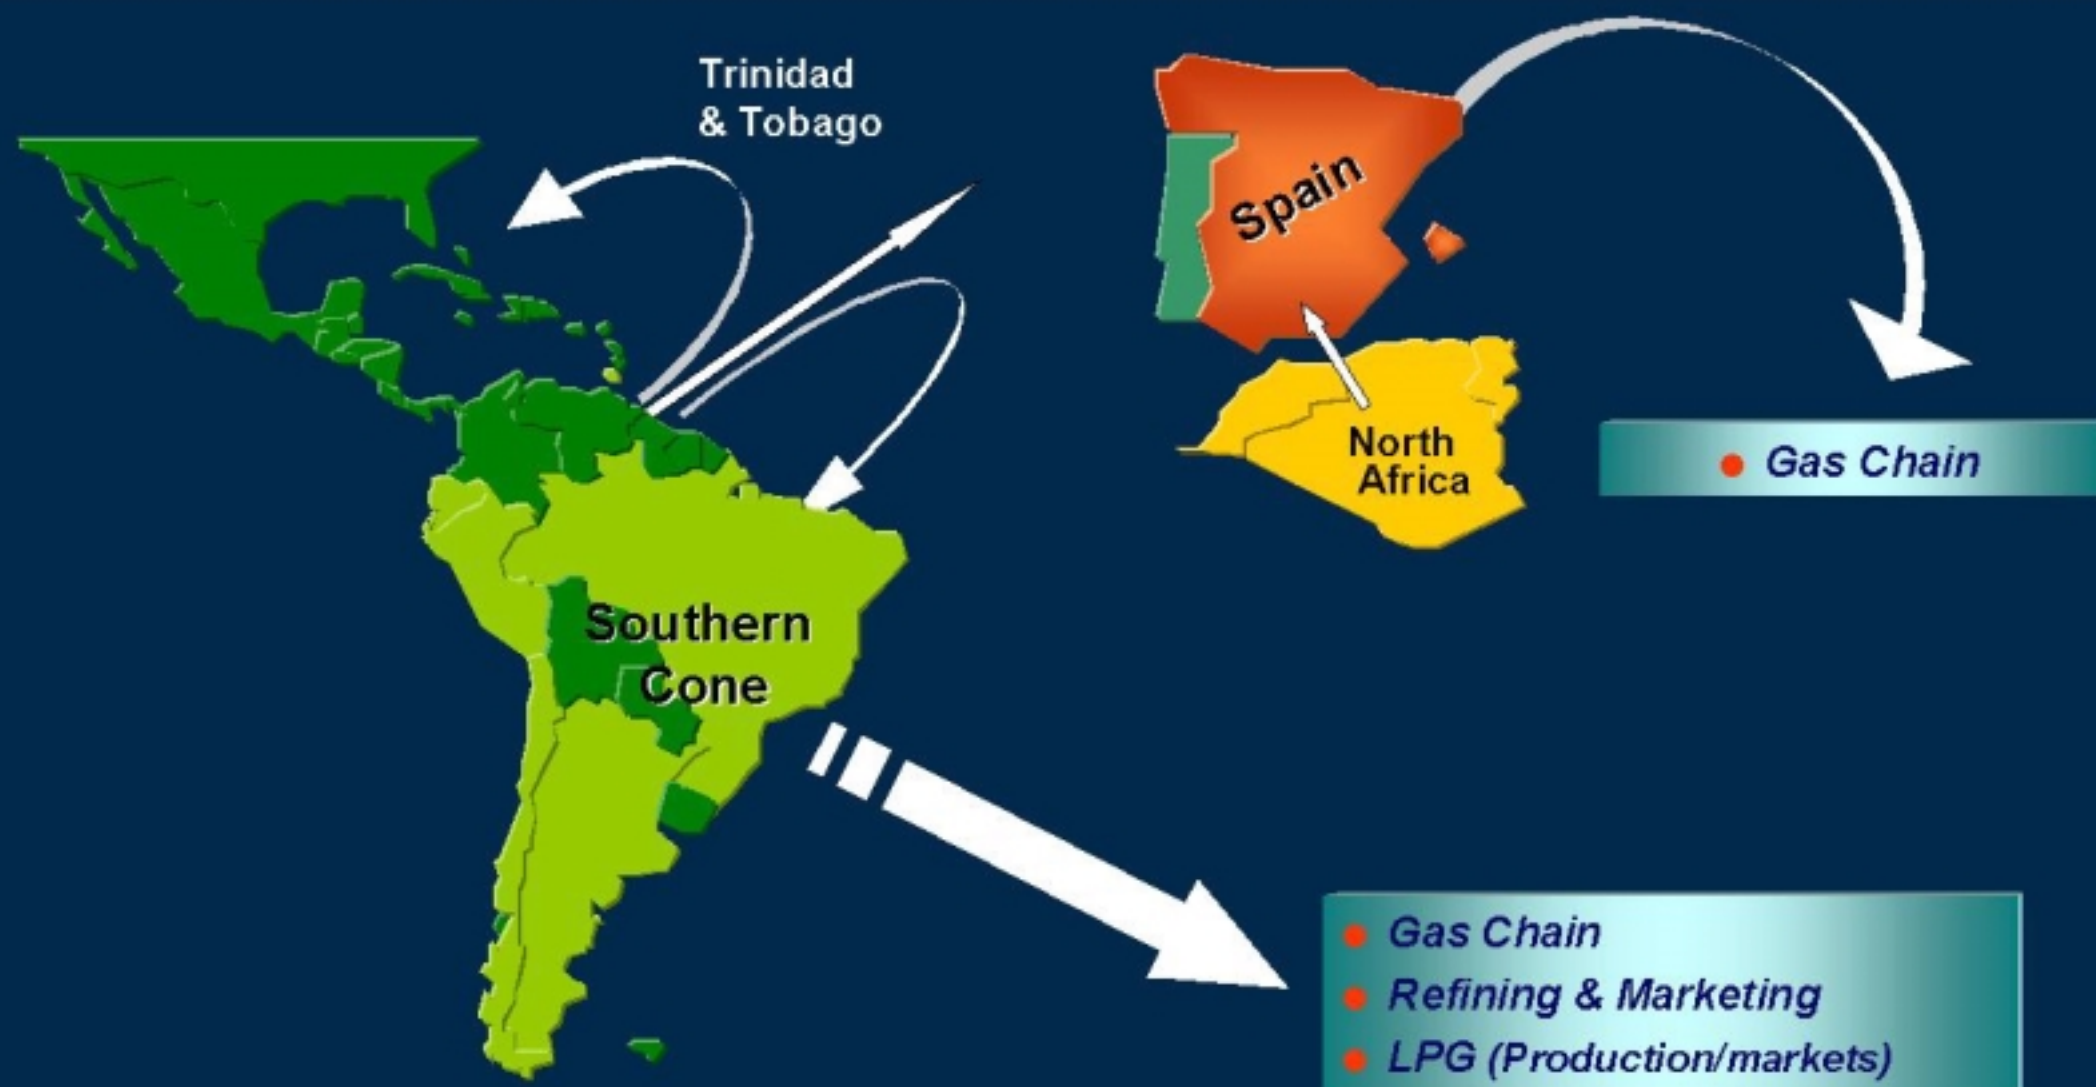 Trinidad
& Tobago
Spain
North
Africa
Gas Chain
Southern
Cone
Gas Chain
Refining & Marketing
LPG (Production/markets)